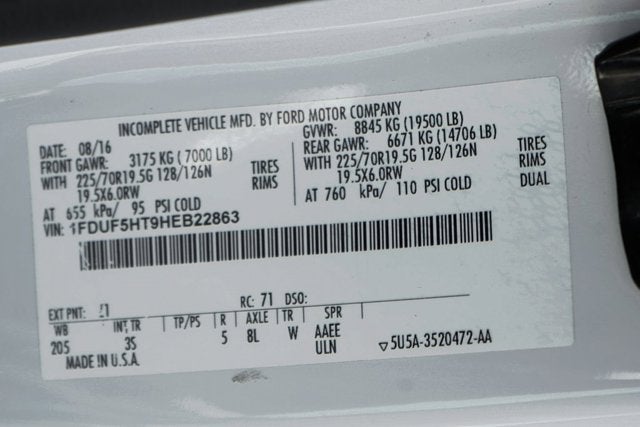 INCOMPLETE VEHICLE MFD. BY FORD MOTOR COMPANY
DATE: 08/16 GVWR: 8845 KG (19500 LB)
FRONT GAWR: 3175 KG (7000 LB) REAR GAWR: 6671 KG (14706 LB)
WITH 225/70R19.5G 128/126N TIRES WITH 225/70R19.5G 128/126N TIRES
19.5X6.0RW RIMS 19.5X6.0RW RIMS
AT 655 kPa/ 95 PSI COLD AT 760 kPa/ 110 PSI COLD DUAL
VIN: 1FDUF5HT9HEB22863
EXT PNT: RC: 71 DSO:
WB INT TR TP/PS R AXLE TR SPR
205 3S 5 8L W AAEE
ULN
MADE IN U.S.A. ▽5U5A-3520472-AA